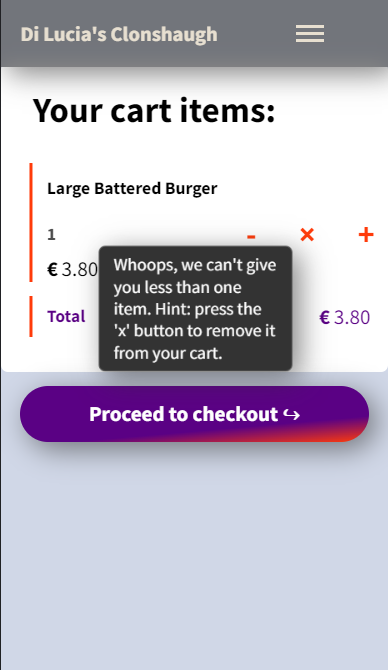 Di Lucia's Clonshaugh
Your cart items:
Large Battered Burger
1
- × +
€ 3.80
Whoops, we can't give
you less than one
item. Hint: press the
'x' button to remove it
from your cart.
Total € 3.80
Proceed to checkout ↪